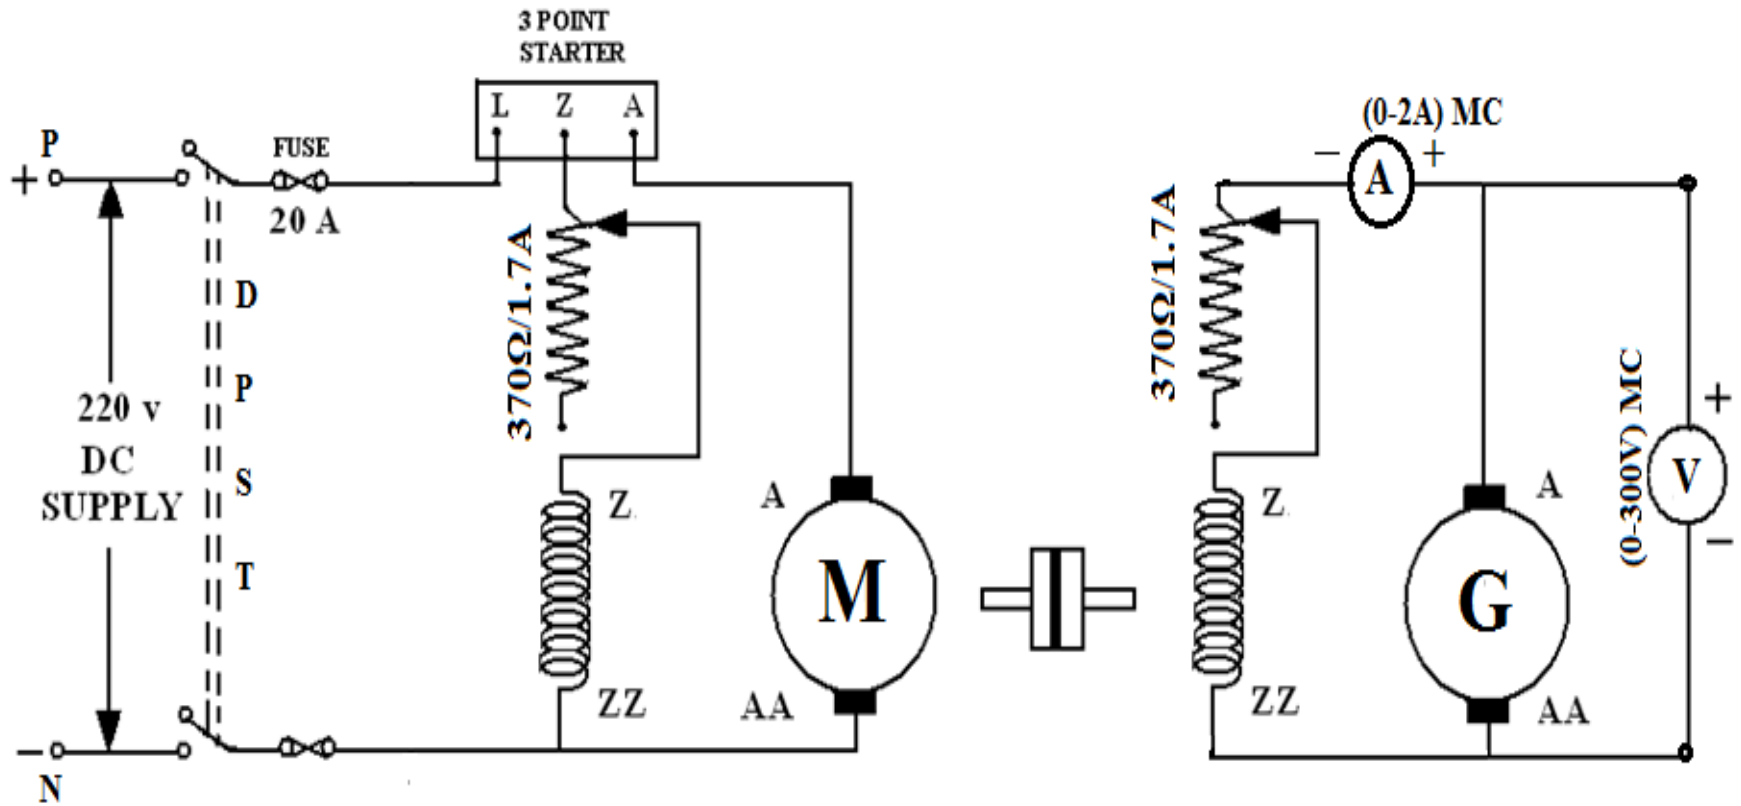 3 POINT
STARTER
L Z A
P
+
FUSE
20 A
370Ω/1.7A
D
P
S
T
220 v
DC
SUPPLY
Z
ZZ
A
M
AA
−
N
(0-2A) MC
− +
A
370Ω/1.7A
Z
ZZ
A
G
AA
(0-300V) MC
+
V
−